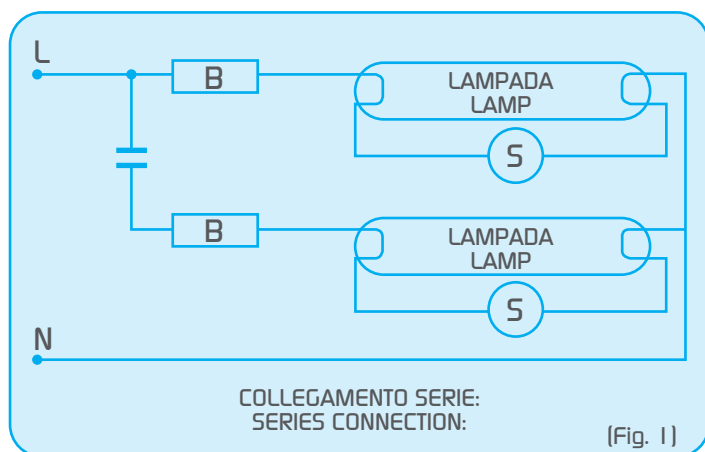 L
B
LAMPADA
LAMP
S
B
LAMPADA
LAMP
S
N
COLLEGAMENTO SERIE:
SERIES CONNECTION:
(Fig. 1)